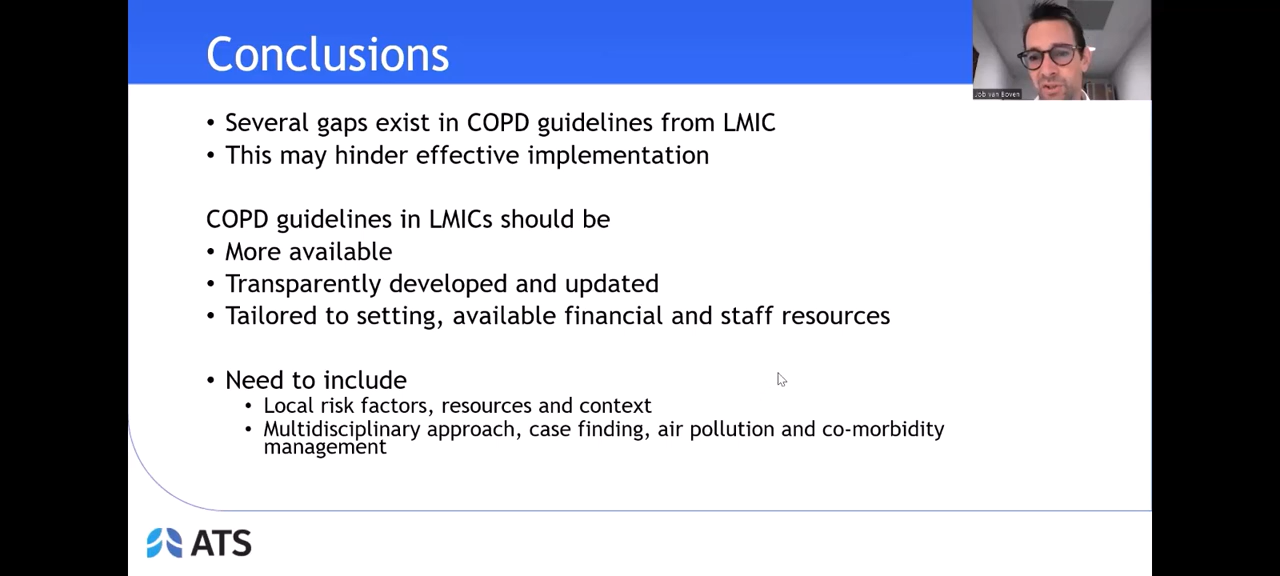 Conclusions
Job van Boven
• Several gaps exist in COPD guidelines from LMIC
• This may hinder effective implementation
COPD guidelines in LMICs should be
• More available
• Transparently developed and updated
• Tailored to setting, available financial and staff resources
• Need to include
• Local risk factors, resources and context
• Multidisciplinary approach, case finding, air pollution and co-morbidity
management
ATS